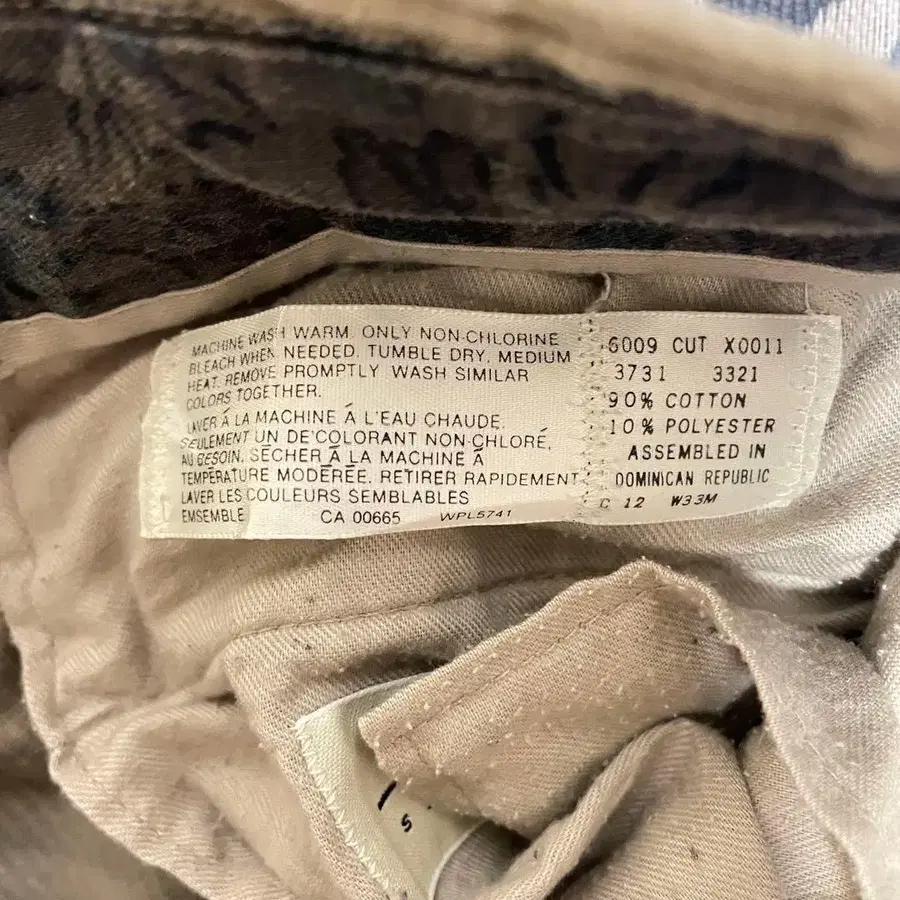 MACHINE WASH WARM. ONLY NON-CHLORINE
BLEACH WHEN NEEDED. TUMBLE DRY, MEDIUM
HEAT. REMOVE PROMPTLY WASH SIMILAR
COLORS TOGETHER.
LAVER Á LA MACHINE Á L'EAU CHAUDE.
SEULEMENT UN DE'COLORANT NON-CHLORÉ,
AU BESOIN. SÉCHER Á LA MACHINE Á
TEMPÉRATURE MODÉRÉE. RETIRER RAPIDEMENT
LAVER LES COULEURS SEMBLABLES
ENSEMBLE CA 00665 WPL5741
6009 CUT X0011
3731 3321
90% COTTON
10% POLYESTER
ASSEMBLED IN
DOMINICAN REPUBLIC
C 12 W33M
S